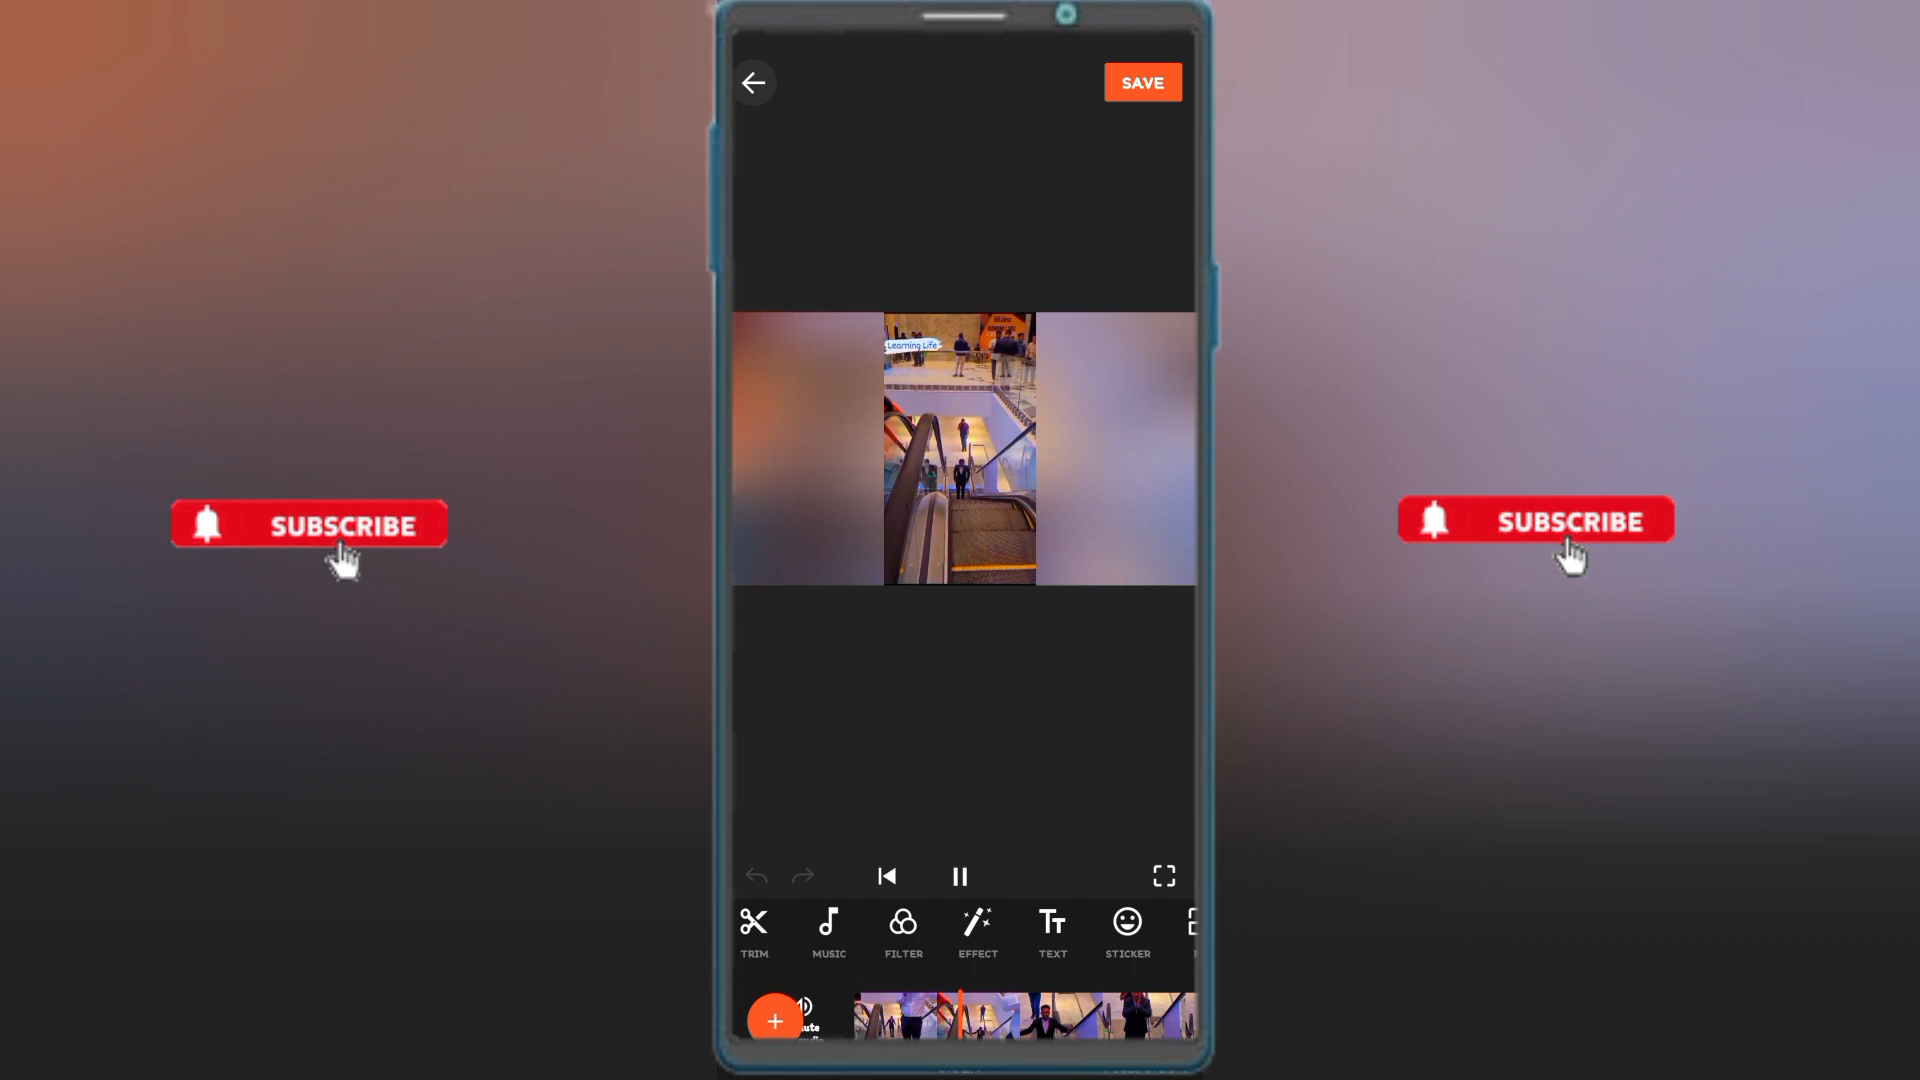 SAVE
Learning Life
SUBSCRIBE
SUBSCRIBE
TRIM
MUSIC
FILTER
EFFECT
TEXT
STICKER